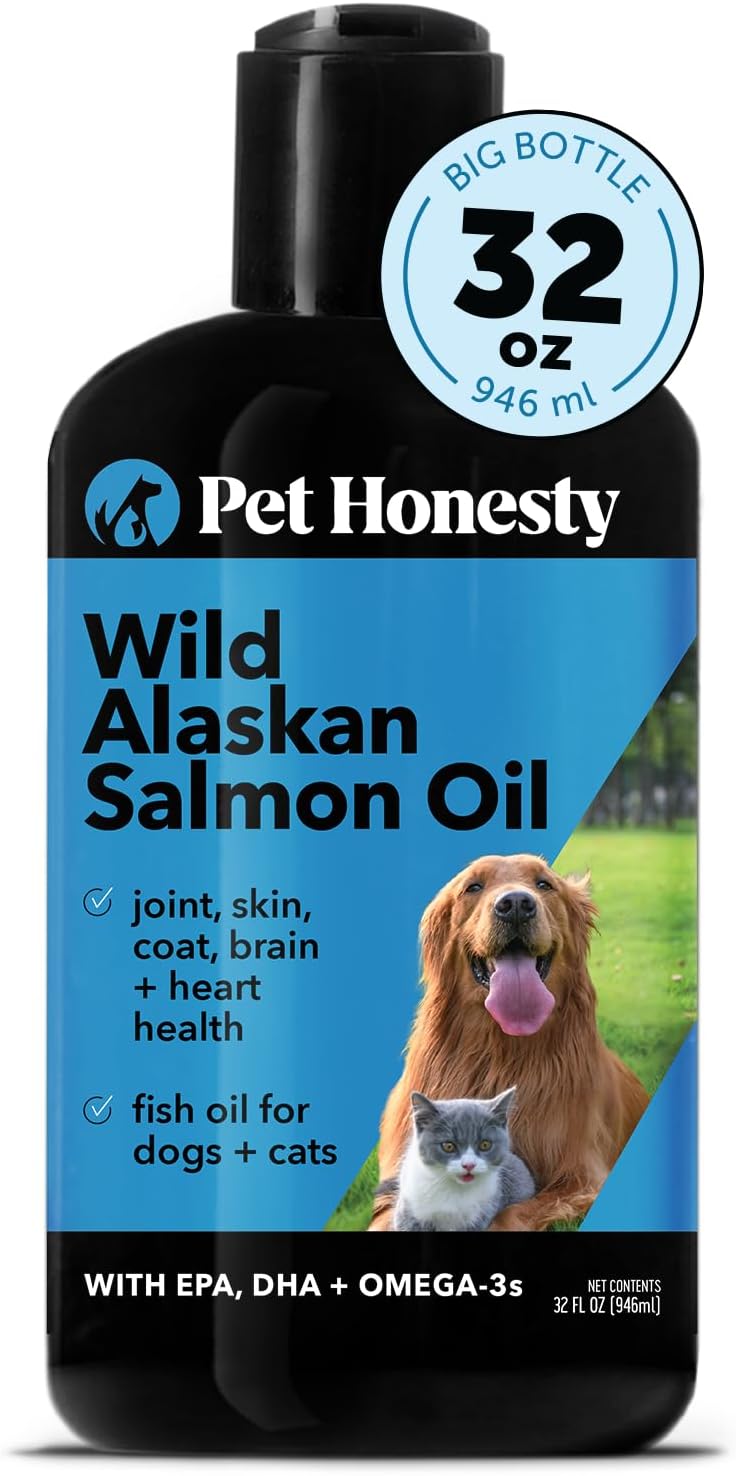 BIG BOTTLE
32
oz
946 ml
Pet Honesty
Wild
Alaskan
Salmon Oil
joint, skin,
coat, brain
+ heart
health
fish oil for
dogs + cats
WITH EPA, DHA + OMEGA-3s
NET CONTENTS
32 FL OZ (946ml)